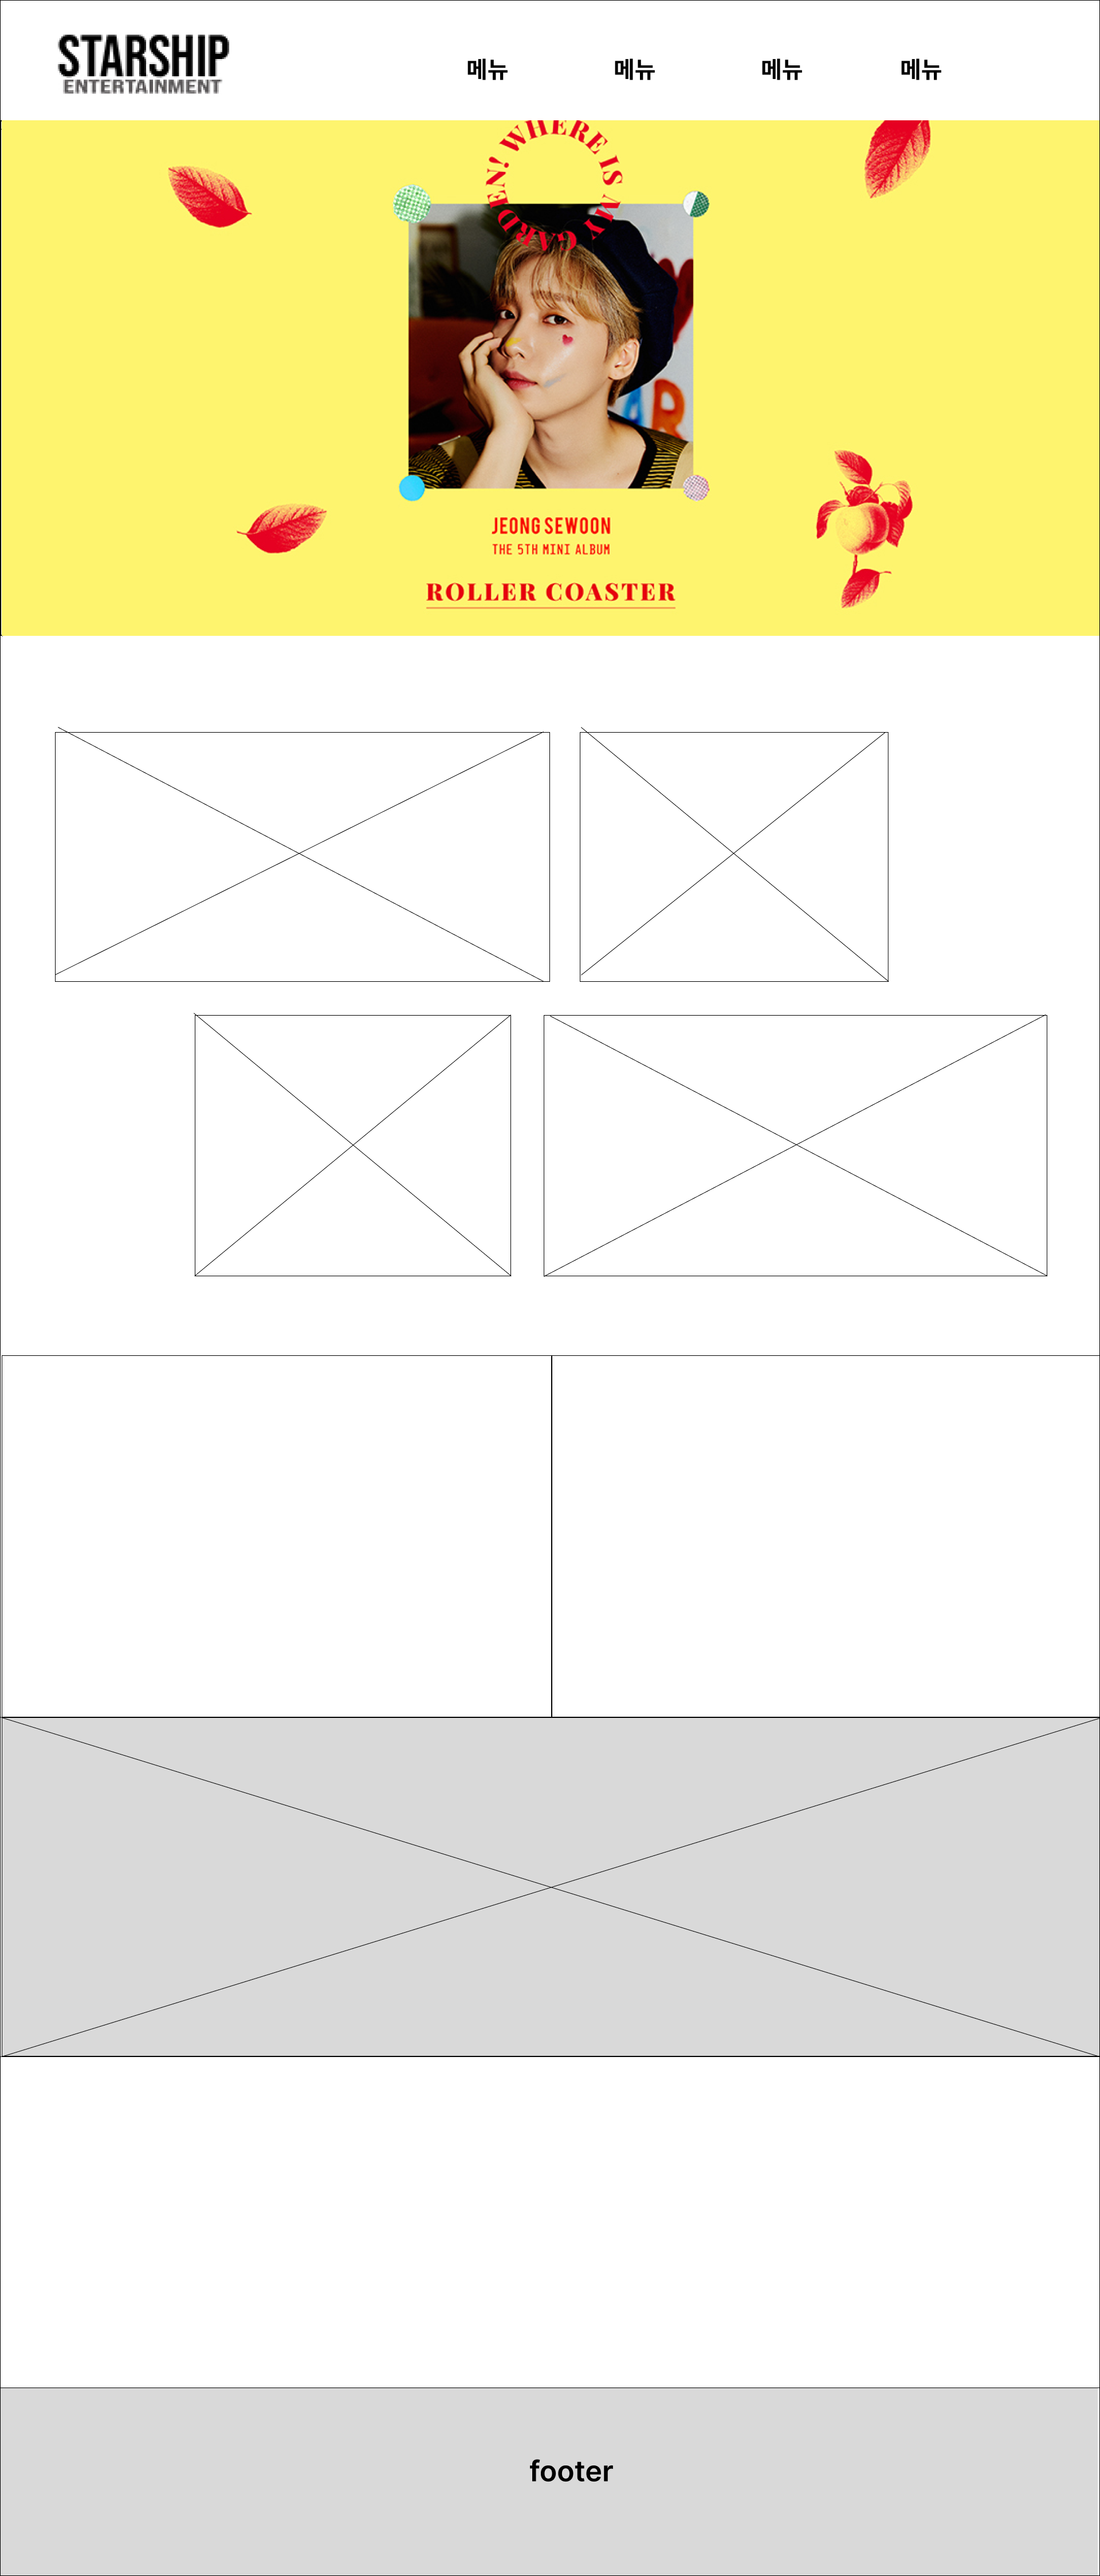 STARSHIP
ENTERTAINMENT
메뉴 메뉴 메뉴 메뉴
WHERE IS MY GARDEN!
JEONG SEWOON
THE 5TH MINI ALBUM
ROLLER COASTER
footer